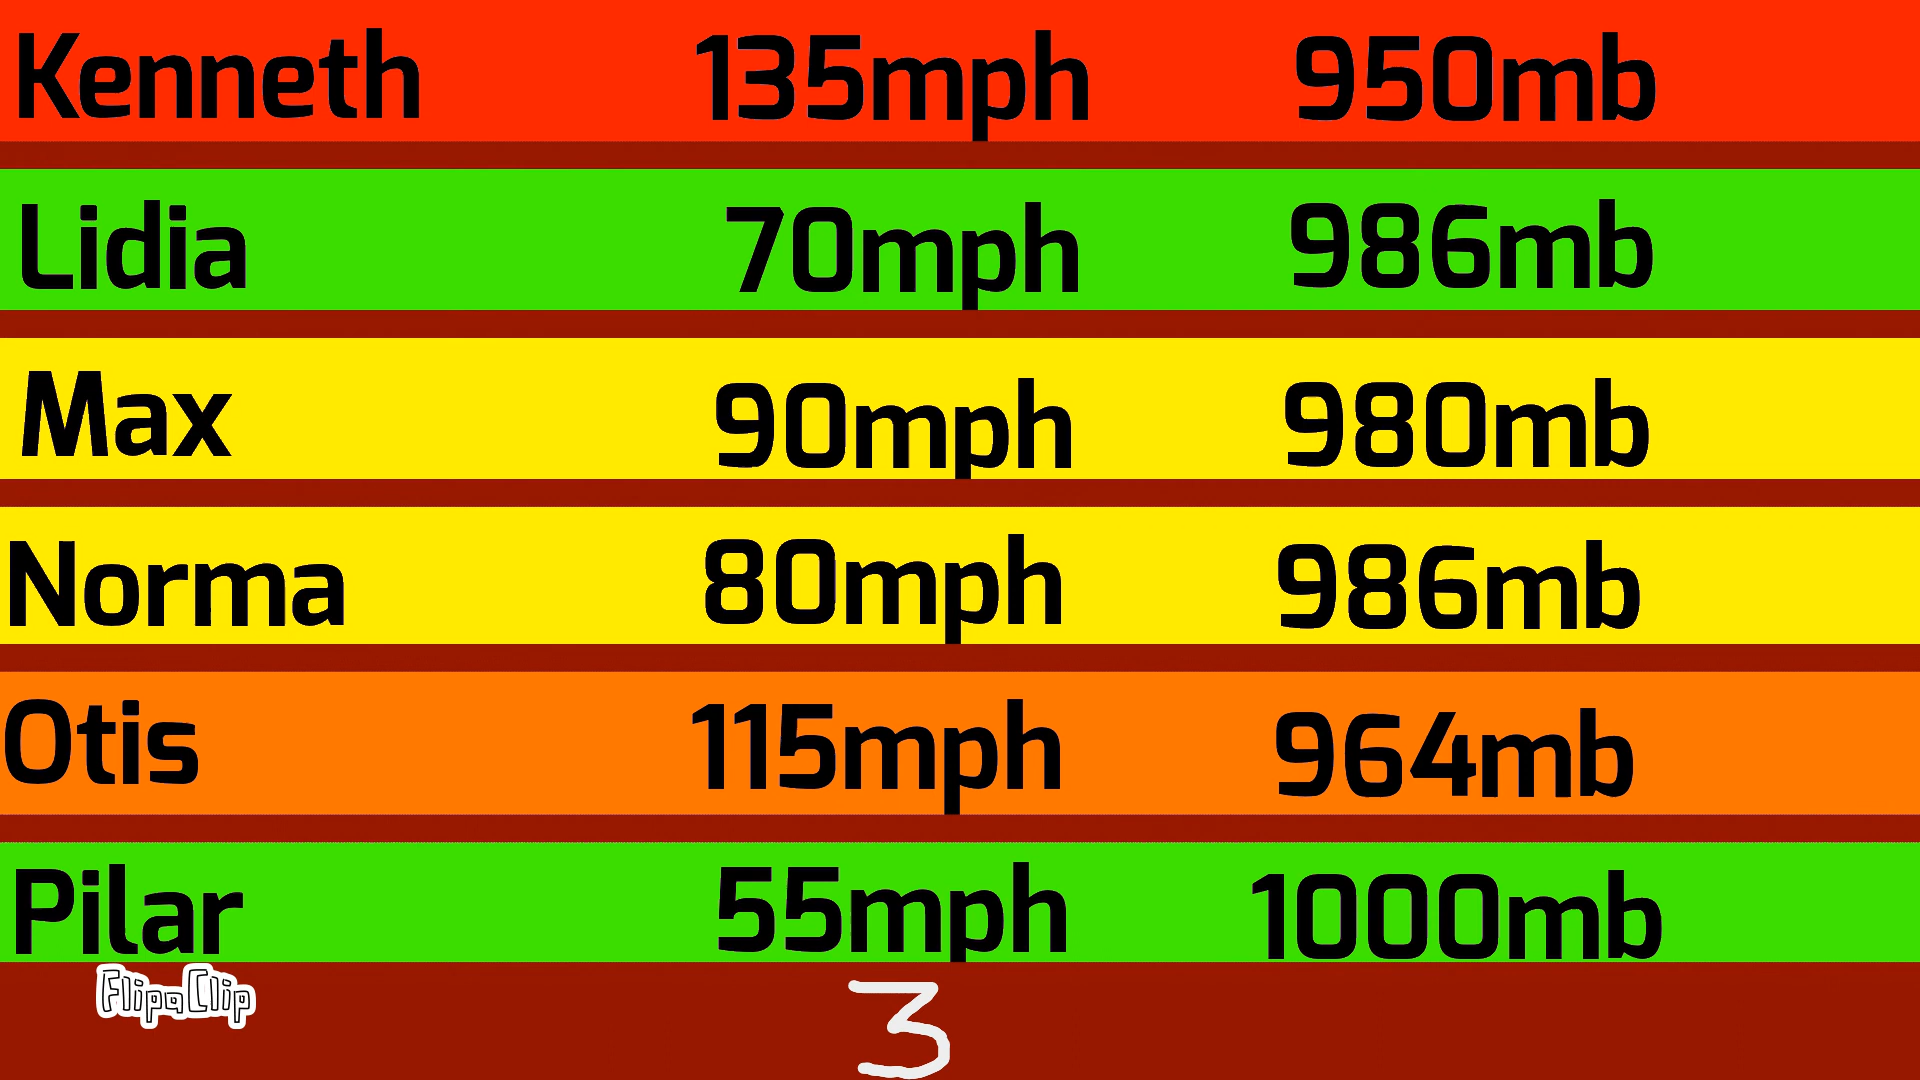 Kenneth 135mph 950mb
Lidia 70mph 986mb
Max 90mph 980mb
Norma 80mph 986mb
Otis 115mph 964mb
Pilar 55mph 1000mb
FlipaClip
3